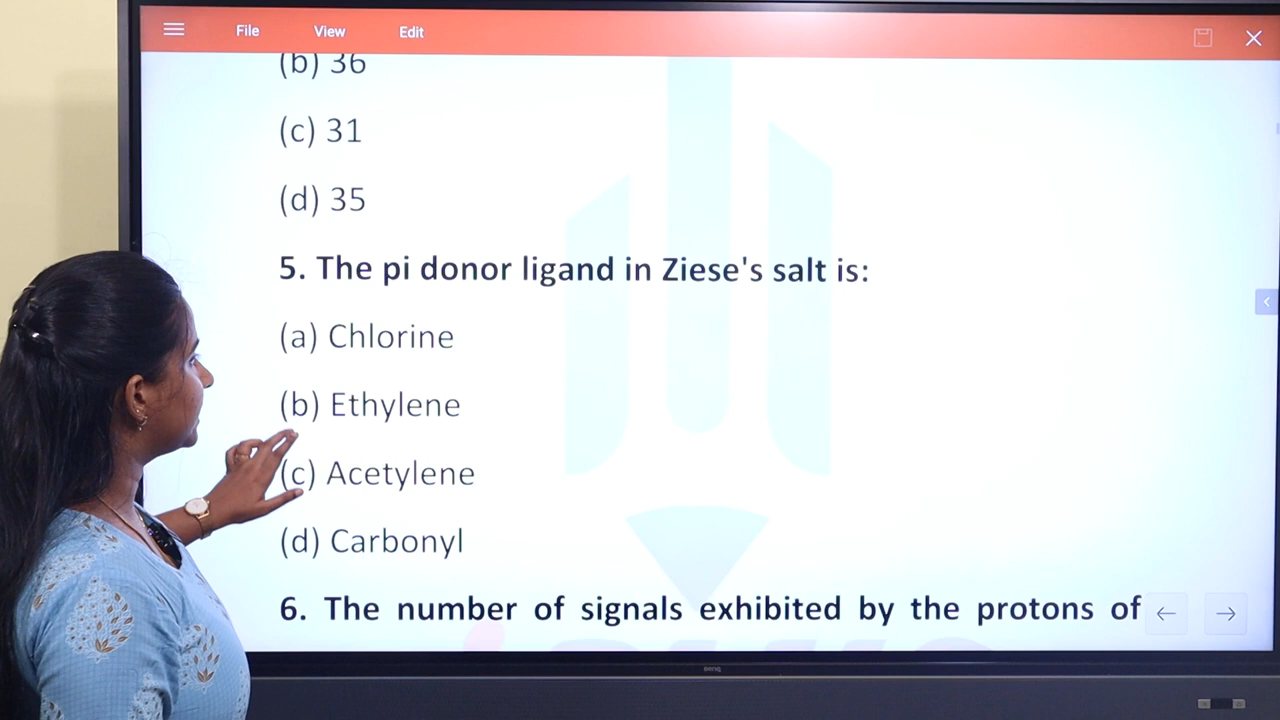 File View Edit
(b) 36
(c) 31
(d) 35
5. The pi donor ligand in Ziese's salt is:
(a) Chlorine
(b) Ethylene
(c) Acetylene
(d) Carbonyl
6. The number of signals exhibited by the protons of
BenQ